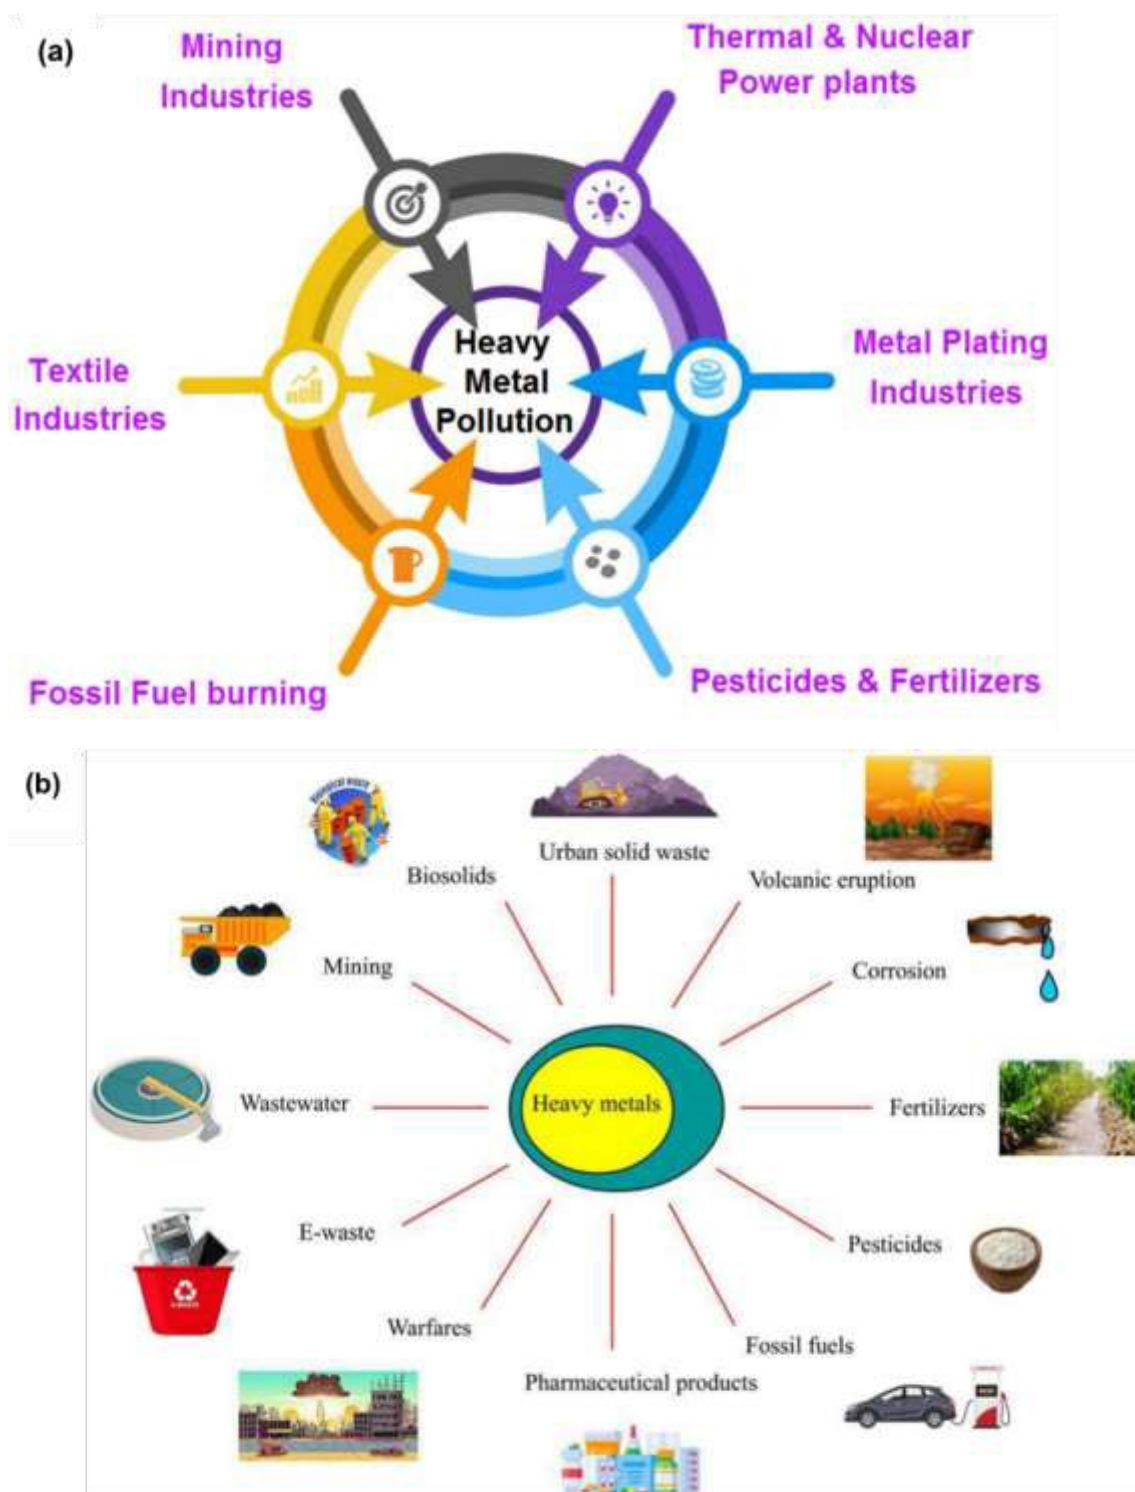 (a)
Mining
Industries
Thermal & Nuclear
Power plants
Textile
Industries
Heavy
Metal
Pollution
Metal Plating
Industries
Fossil Fuel burning
Pesticides & Fertilizers
(b)
Urban solid waste
Biosolids
Volcanic eruption
Mining
Corrosion
Wastewater
Heavy metals
Fertilizers
E-waste
Pesticides
Warfares
Fossil fuels
Pharmaceutical products